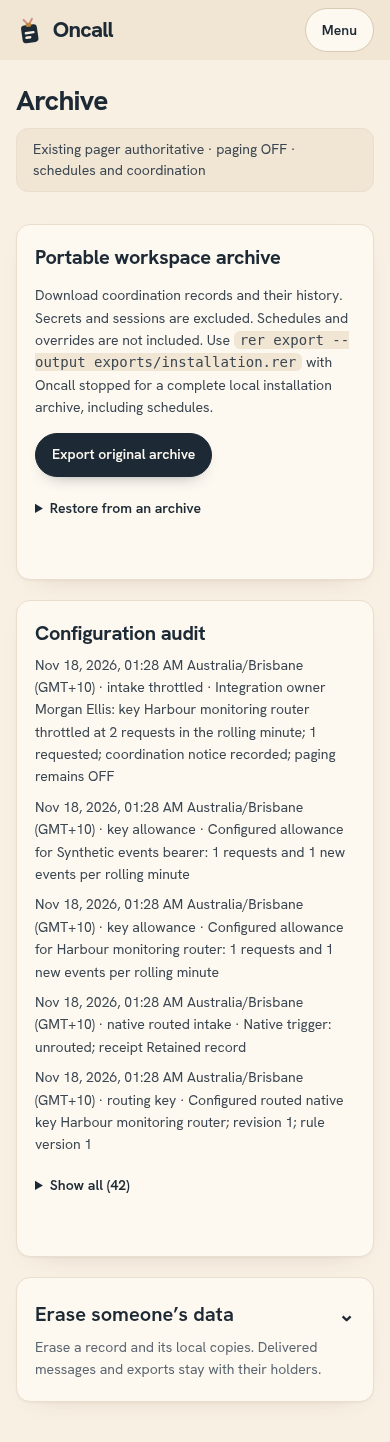 Oncall
Menu
Archive
Existing pager authoritative · paging OFF ·
schedules and coordination
Portable workspace archive
Download coordination records and their history.
Secrets and sessions are excluded. Schedules and
overrides are not included. Use rer export --
output exports/installation.rer with
Oncall stopped for a complete local installation
archive, including schedules.
Export original archive
Restore from an archive
Configuration audit
Nov 18, 2026, 01:28 AM Australia/Brisbane
(GMT+10) · intake throttled · Integration owner
Morgan Ellis: key Harbour monitoring router
throttled at 2 requests in the rolling minute; 1
requested; coordination notice recorded; paging
remains OFF
Nov 18, 2026, 01:28 AM Australia/Brisbane
(GMT+10) · key allowance · Configured allowance
for Synthetic events bearer: 1 requests and 1 new
events per rolling minute
Nov 18, 2026, 01:28 AM Australia/Brisbane
(GMT+10) · key allowance · Configured allowance
for Harbour monitoring router: 1 requests and 1
new events per rolling minute
Nov 18, 2026, 01:28 AM Australia/Brisbane
(GMT+10) · native routed intake · Native trigger:
unrouted; receipt Retained record
Nov 18, 2026, 01:28 AM Australia/Brisbane
(GMT+10) · routing key · Configured routed native
key Harbour monitoring router; revision 1; rule
version 1
Show all (42)
Erase someone’s data
Erase a record and its local copies. Delivered
messages and exports stay with their holders.